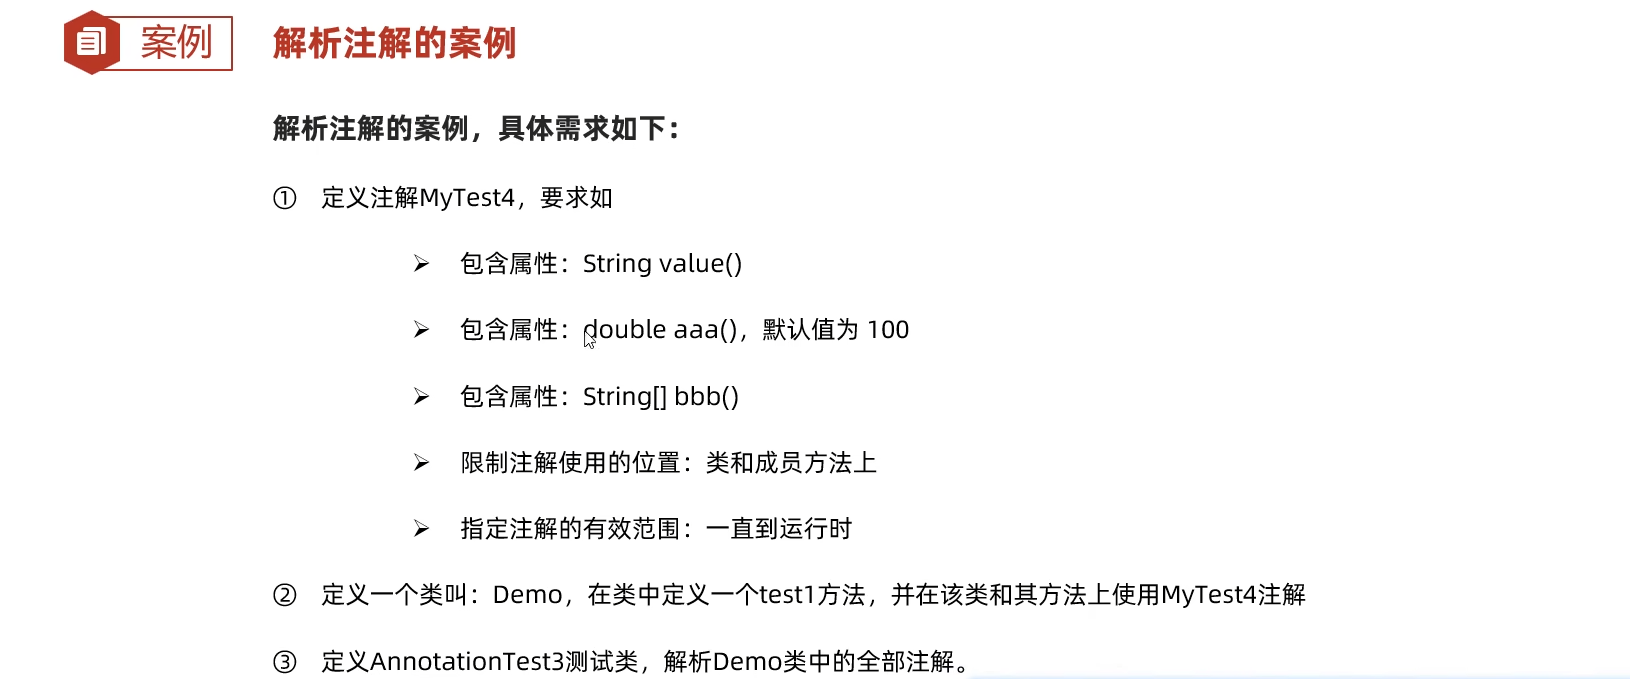 案例
解析注解的案例
解析注解的案例，具体需求如下：
① 定义注解MyTest4，要求如
➢ 包含属性：String value()
➢ 包含属性：double aaa()，默认值为 100
➢ 包含属性：String[] bbb()
➢ 限制注解使用的位置：类和成员方法上
➢ 指定注解的有效范围：一直到运行时
② 定义一个类叫：Demo，在类中定义一个test1方法，并在该类和其方法上使用MyTest4注解
③ 定义AnnotationTest3测试类，解析Demo类中的全部注解。